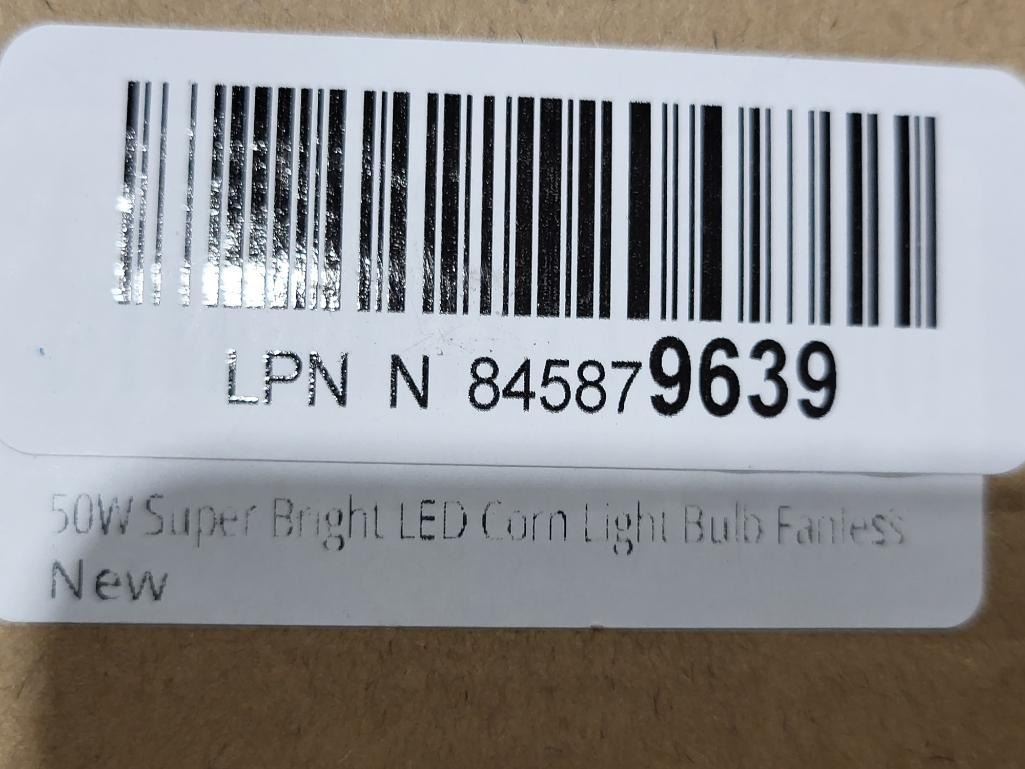 LPN N 845879639
50W Super Bright LED Corn Light Bulb Fanless
New